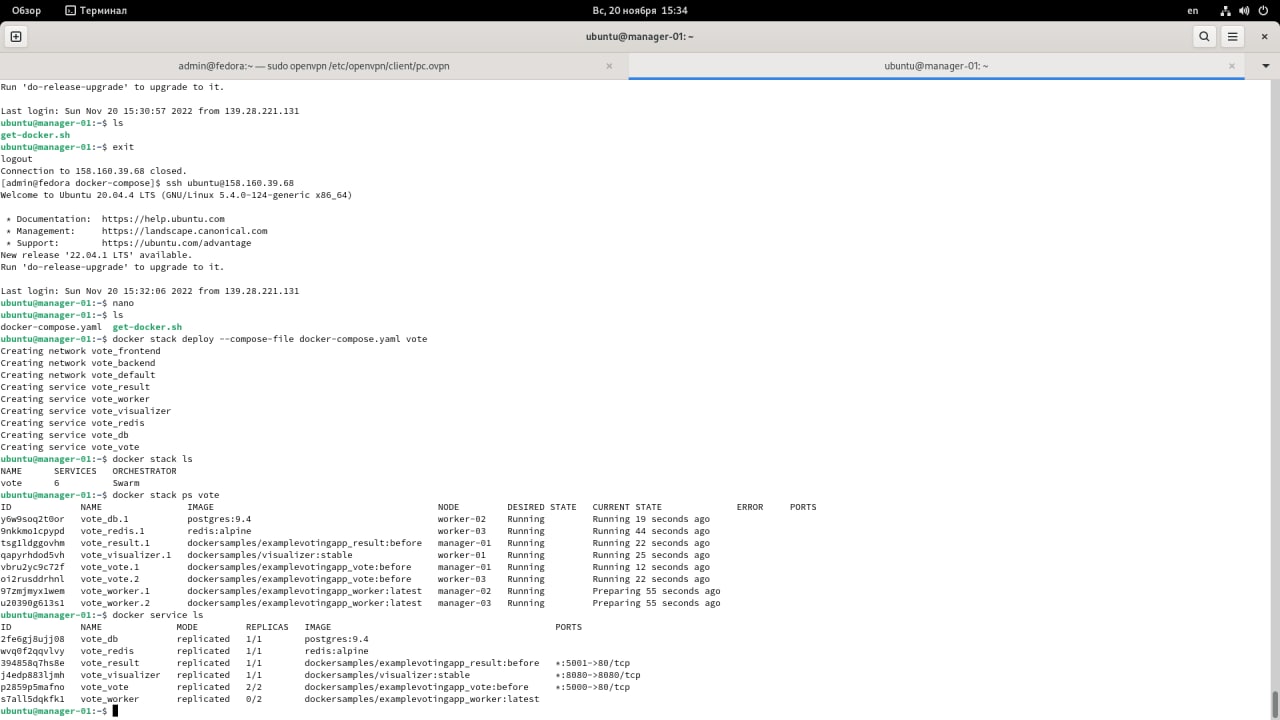 Обзор Терминал Вс, 20 ноября 15:34 en
ubuntu@manager-01: ~
admin@fedora:~ — sudo openvpn /etc/openvpn/client/pc.ovpn × ubuntu@manager-01: ~ ×
Run 'do-release-upgrade' to upgrade to it.
Last login: Sun Nov 20 15:30:57 2022 from 139.28.221.131
ubuntu@manager-01:~$ ls
get-docker.sh
ubuntu@manager-01:~$ exit
logout
Connection to 158.160.39.68 closed.
[admin@fedora docker-compose]$ ssh ubuntu@158.160.39.68
Welcome to Ubuntu 20.04.4 LTS (GNU/Linux 5.4.0-124-generic x86_64)
* Documentation: https://help.ubuntu.com
* Management: https://landscape.canonical.com
* Support: https://ubuntu.com/advantage
New release '22.04.1 LTS' available.
Run 'do-release-upgrade' to upgrade to it.
Last login: Sun Nov 20 15:32:06 2022 from 139.28.221.131
ubuntu@manager-01:~$ nano
ubuntu@manager-01:~$ ls
docker-compose.yaml get-docker.sh
ubuntu@manager-01:~$ docker stack deploy --compose-file docker-compose.yaml vote
Creating network vote_frontend
Creating network vote_backend
Creating network vote_default
Creating service vote_result
Creating service vote_worker
Creating service vote_visualizer
Creating service vote_redis
Creating service vote_db
Creating service vote_vote
ubuntu@manager-01:~$ docker stack ls
NAME SERVICES ORCHESTRATOR
vote 6 Swarm
ubuntu@manager-01:~$ docker stack ps vote
ID NAME IMAGE NODE DESIRED STATE CURRENT STATE ERROR PORTS
y6w9soq2t0or vote_db.1 postgres:9.4 worker-02 Running Running 19 seconds ago
9nkkmo1cpypd vote_redis.1 redis:alpine worker-03 Running Running 44 seconds ago
tsg1ldggovhm vote_result.1 dockersamples/examplevotingapp_result:before manager-01 Running Running 22 seconds ago
qapyrhdod5vh vote_visualizer.1 dockersamples/visualizer:stable worker-01 Running Running 25 seconds ago
vbru2yc9c72f vote_vote.1 dockersamples/examplevotingapp_vote:before manager-01 Running Running 12 seconds ago
oi2rusddrhnl vote_vote.2 dockersamples/examplevotingapp_vote:before worker-03 Running Running 22 seconds ago
97zmjmyx1wem vote_worker.1 dockersamples/examplevotingapp_worker:latest manager-02 Running Preparing 55 seconds ago
u20390g613s1 vote_worker.2 dockersamples/examplevotingapp_worker:latest manager-03 Running Preparing 55 seconds ago
ubuntu@manager-01:~$ docker service ls
ID NAME MODE REPLICAS IMAGE PORTS
2fe6gj8ujj08 vote_db replicated 1/1 postgres:9.4
wvq0f2qqvlvy vote_redis replicated 1/1 redis:alpine
394858q7hs8e vote_result replicated 1/1 dockersamples/examplevotingapp_result:before *:5001->80/tcp
j4edp883ljmh vote_visualizer replicated 1/1 dockersamples/visualizer:stable *:8080->8080/tcp
p2859p5mafno vote_vote replicated 2/2 dockersamples/examplevotingapp_vote:before *:5000->80/tcp
s7all5dqkfk1 vote_worker replicated 0/2 dockersamples/examplevotingapp_worker:latest
ubuntu@manager-01:~$